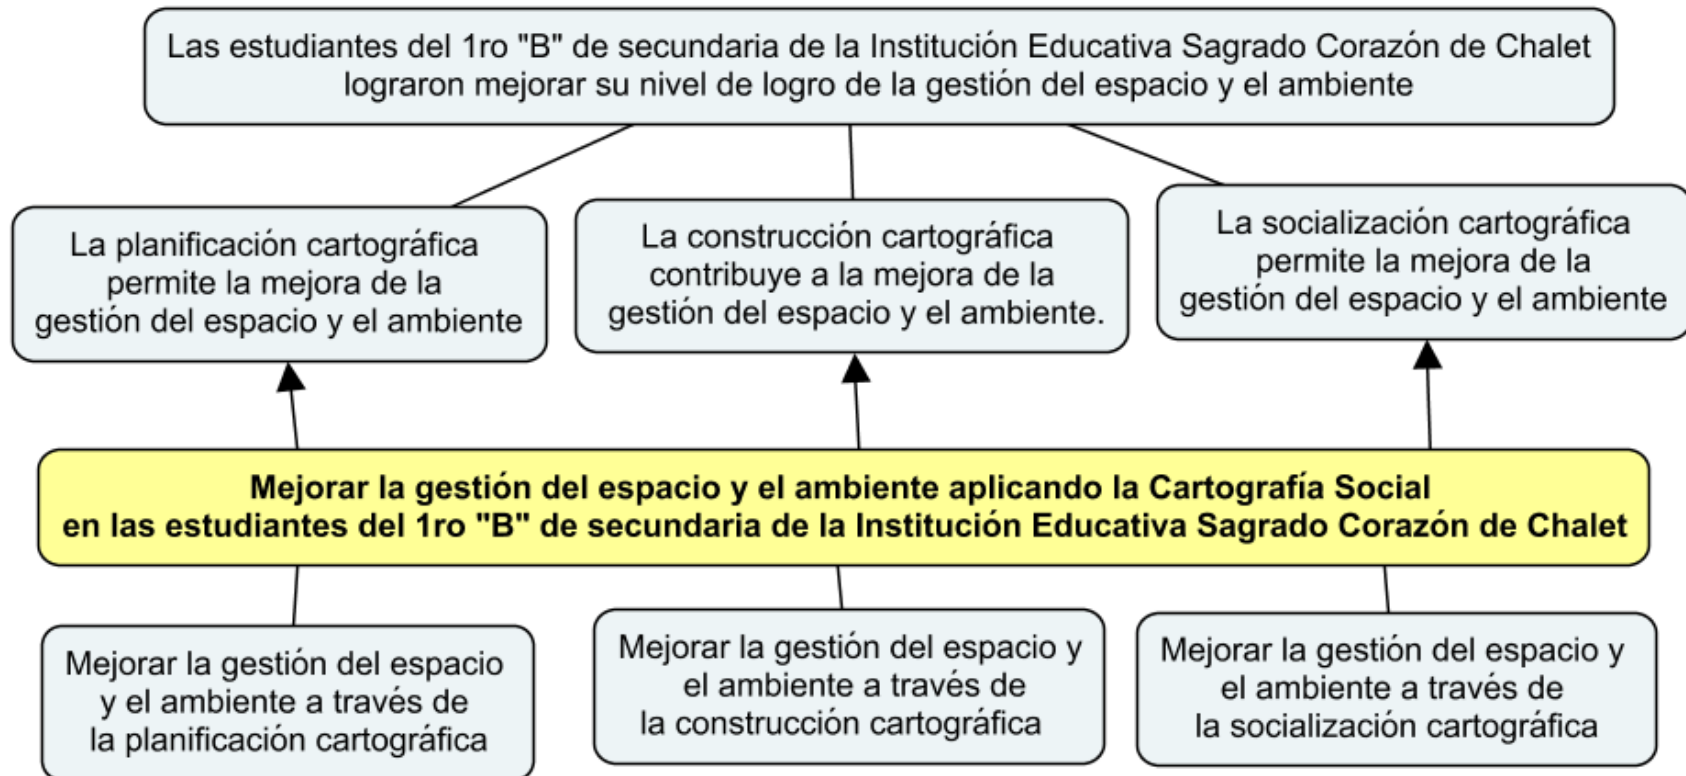 Las estudiantes del 1ro "B" de secundaria de la Institución Educativa Sagrado Corazón de Chalet
lograron mejorar su nivel de logro de la gestión del espacio y el ambiente
La planificación cartográfica
permite la mejora de la
gestión del espacio y el ambiente
La construcción cartográfica
contribuye a la mejora de la
gestión del espacio y el ambiente.
La socialización cartográfica
permite la mejora de la
gestión del espacio y el ambiente
Mejorar la gestión del espacio y el ambiente aplicando la Cartografía Social
en las estudiantes del 1ro "B" de secundaria de la Institución Educativa Sagrado Corazón de Chalet
Mejorar la gestión del espacio
y el ambiente a través de
la planificación cartográfica
Mejorar la gestión del espacio y
el ambiente a través de
la construcción cartográfica
Mejorar la gestión del espacio y
el ambiente a través de
la socialización cartográfica